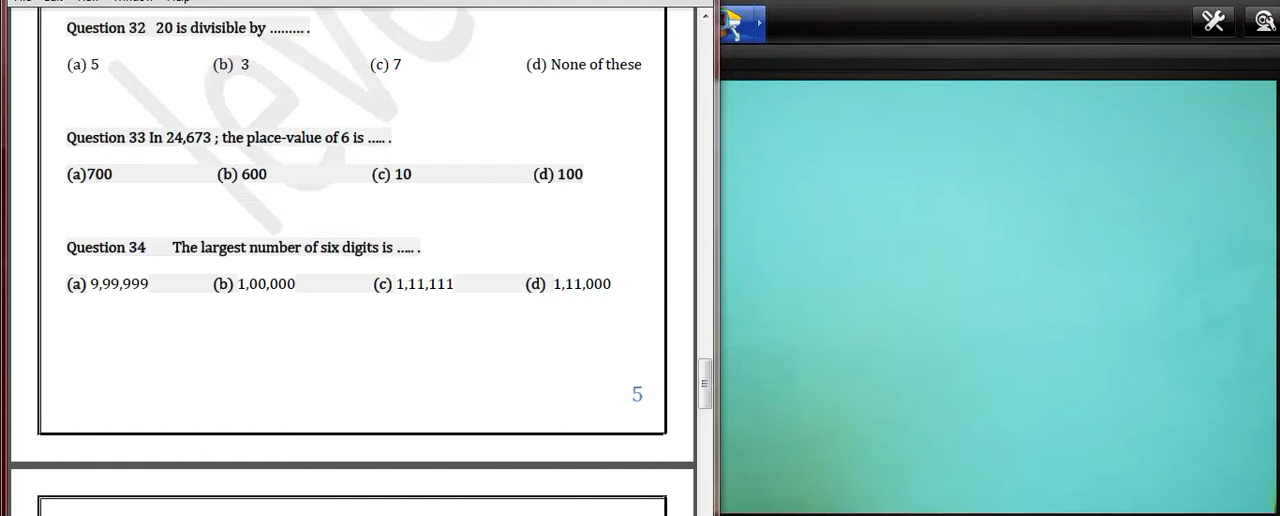 Question 32 20 is divisible by ......... .
(a) 5 (b) 3 (c) 7 (d) None of these
Question 33 In 24,673 ; the place-value of 6 is ..... .
(a)700 (b) 600 (c) 10 (d) 100
Question 34 The largest number of six digits is ..... .
(a) 9,99,999 (b) 1,00,000 (c) 1,11,111 (d) 1,11,000
5